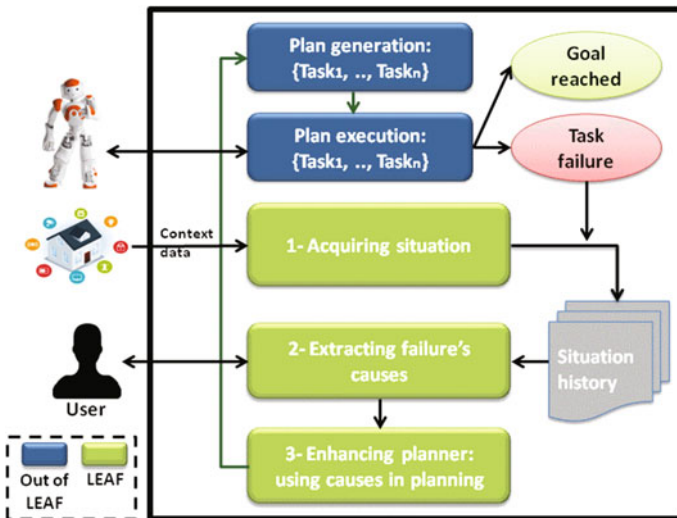 Plan generation:
{Task1, .., Taskn}
Goal
reached
Plan execution:
{Task1, .., Taskn}
Task
failure
Context
data
1- Acquiring situation
2- Extracting failure's
causes
Situation
history
User
3- Enhancing planner:
using causes in planning
Out of
LEAF
LEAF